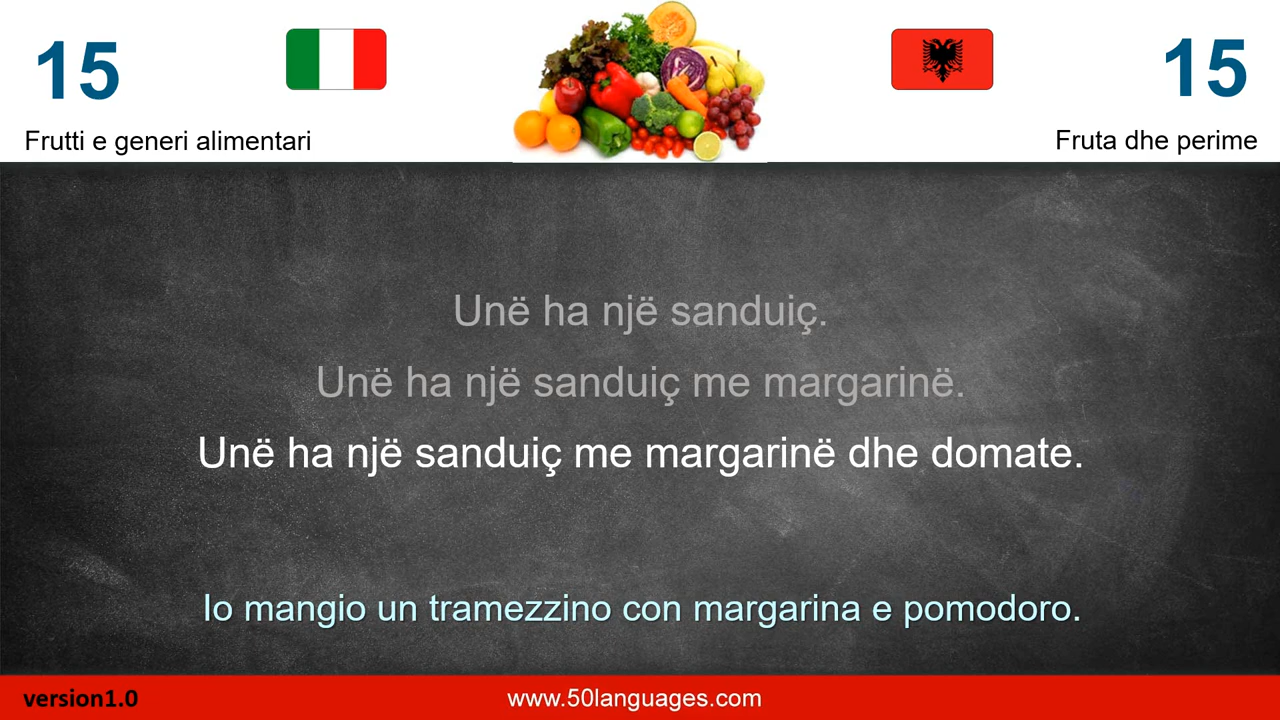 15
15
Frutti e generi alimentari
Fruta dhe perime
Unë ha një sanduiç.
Unë ha një sanduiç me margarinë.
Unë ha një sanduiç me margarinë dhe domate.
Io mangio un tramezzino con margarina e pomodoro.
version1.0
www.50languages.com